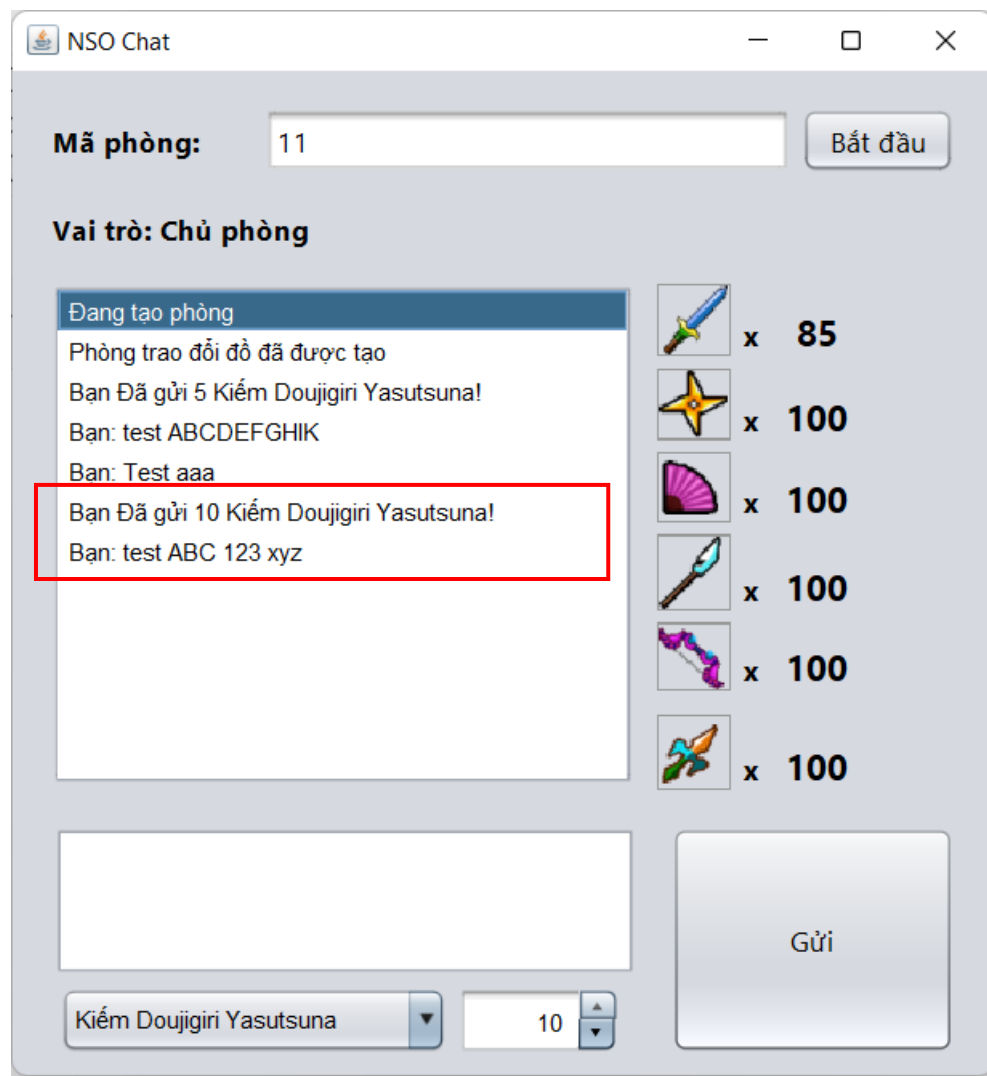 NSO Chat
Mã phòng: 11 Bắt đầu
Vai trò: Chủ phòng
Đang tạo phòng
Phòng trao đổi đồ đã được tạo
Bạn Đã gửi 5 Kiếm Doujigiri Yasutsuna!
Bạn: test ABCDEFGHIK
Bạn: Test aaa
Bạn Đã gửi 10 Kiếm Doujigiri Yasutsuna!
Bạn: test ABC 123 xyz
x 85
x 100
x 100
x 100
x 100
x 100
Gửi
Kiếm Doujigiri Yasutsuna 10